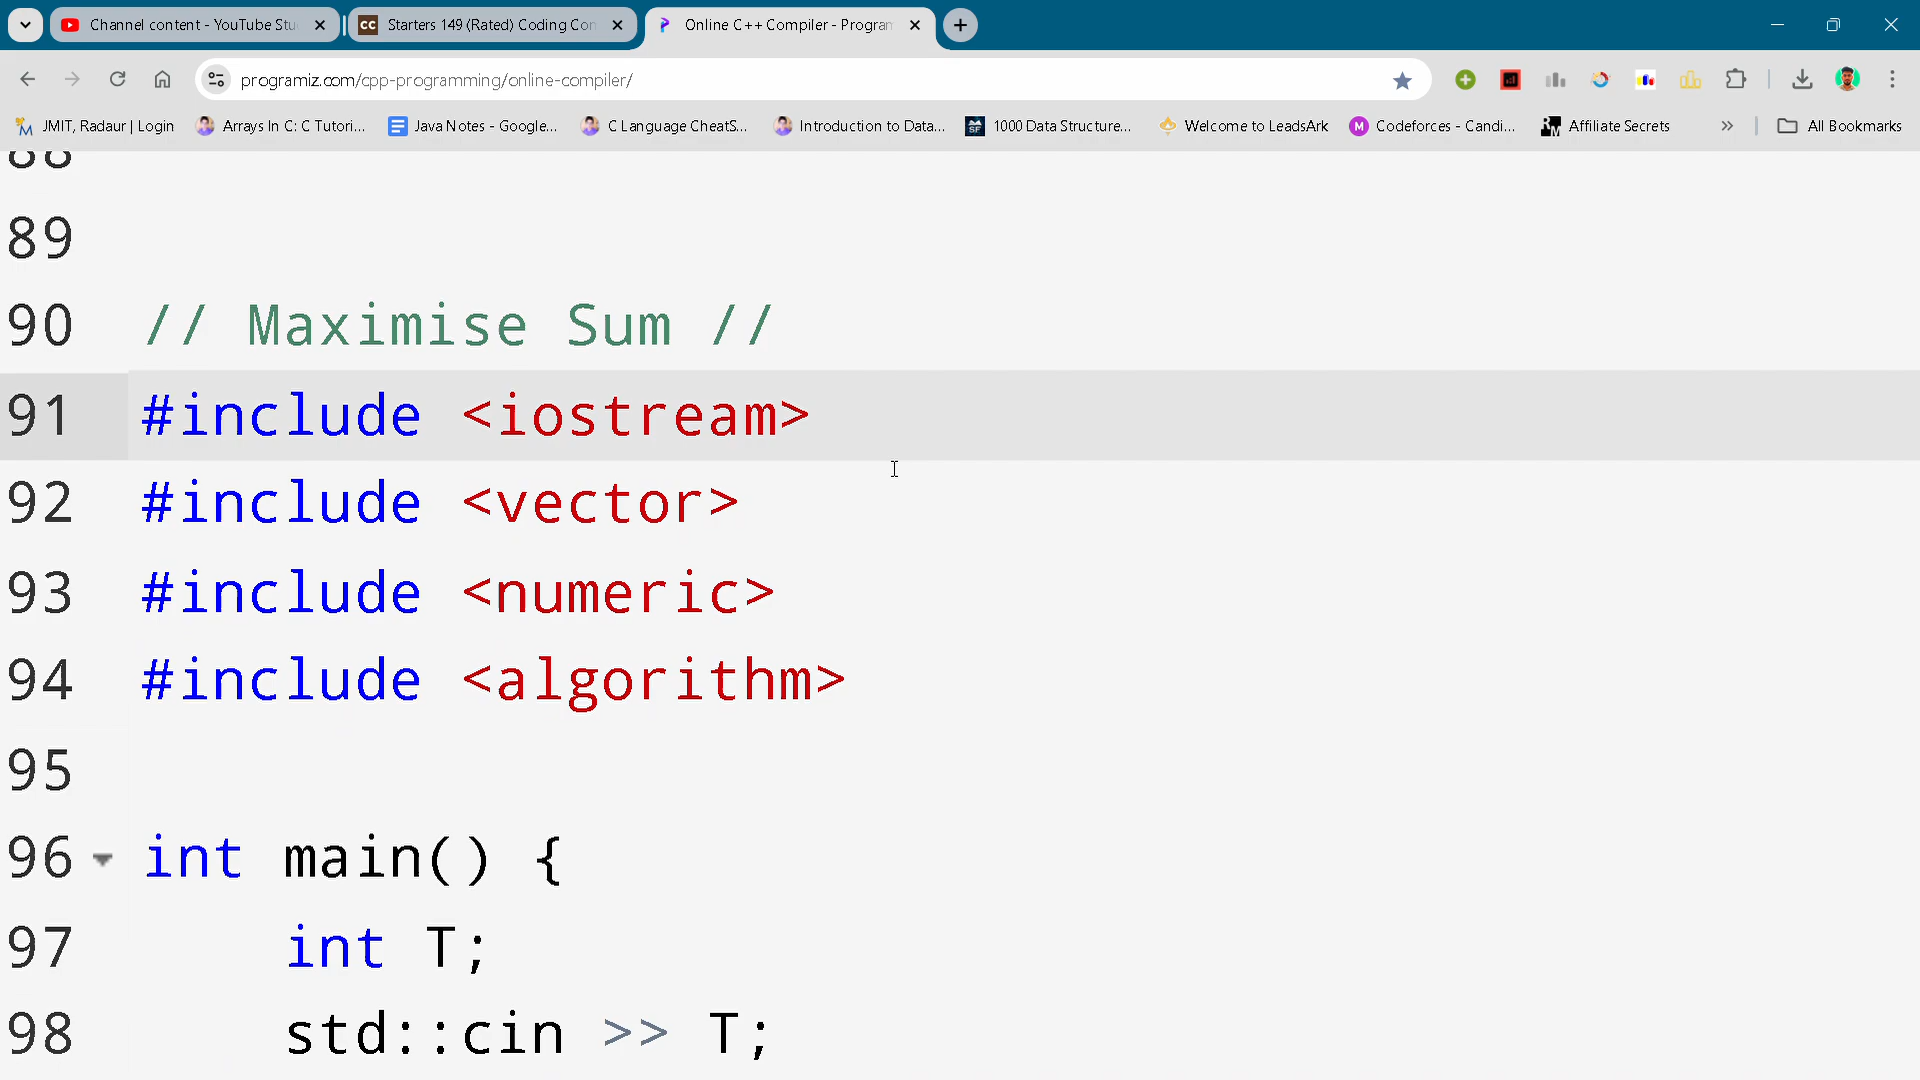 Channel content - YouTube Stu
Starters 149 (Rated) Coding Con
Online C++ Compiler - Program
programiz.com/cpp-programming/online-compiler/
JMIT, Radaur | Login
Arrays In C: C Tutori...
Java Notes - Google...
C Language CheatS...
Introduction to Data...
1000 Data Structure...
Welcome to LeadsArk
Codeforces - Candi...
Affiliate Secrets
All Bookmarks
88
89
90 // Maximise Sum //
91 #include <iostream>
92 #include <vector>
93 #include <numeric>
94 #include <algorithm>
95
96 int main() {
97 int T;
98 std::cin >> T;